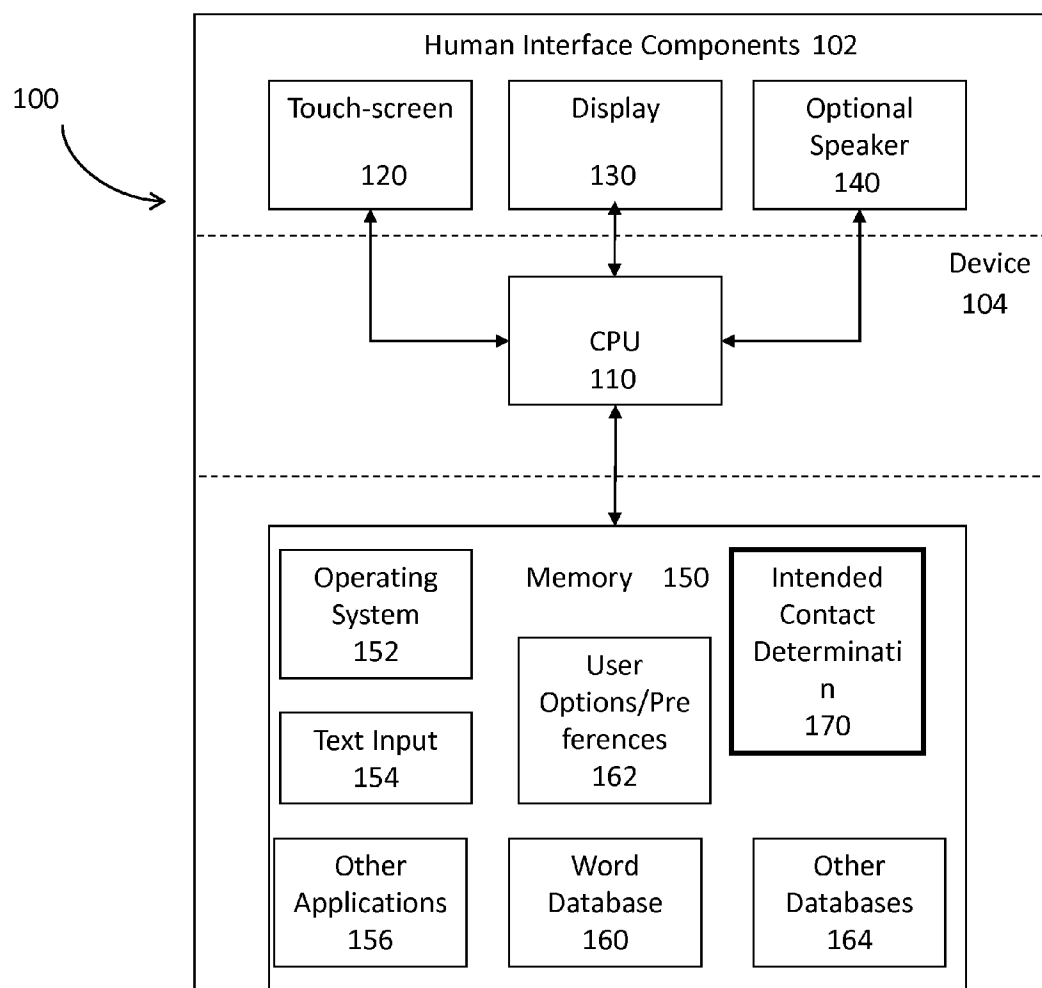 Human Interface Components 102
100
Touch-screen
120
Display
130
Optional
Speaker
140
Device
104
CPU
110
Memory 150
Operating
System
152
Intended
Contact
Determinati
n
170
User
Options/Pre
ferences
162
Text Input
154
Other
Applications
156
Word
Database
160
Other
Databases
164